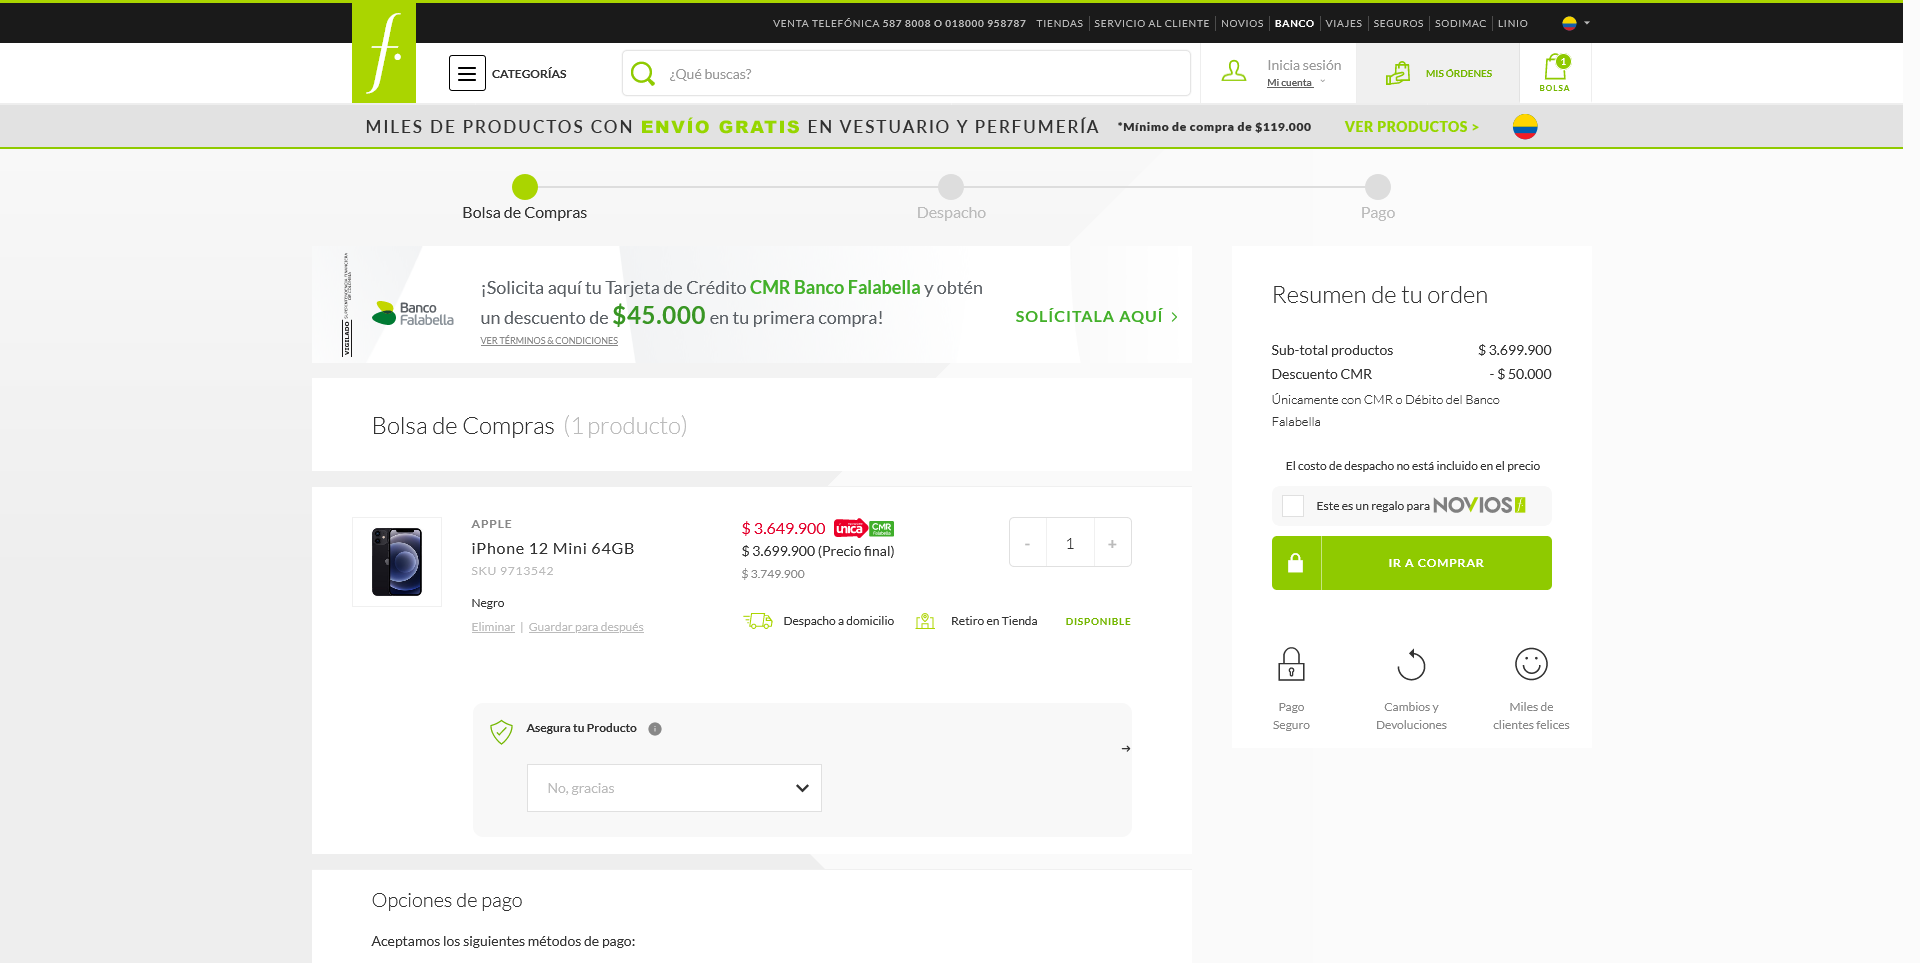 VENTA TELEFÓNICA 587 8008 O 018000 958787 TIENDAS SERVICIO AL CLIENTE NOVIOS BANCO VIAJES SEGUROS SODIMAC LINIO
f.
CATEGORÍAS
¿Qué buscas?
Inicia sesión
Mi cuenta
MIS ÓRDENES
1
BOLSA
MILES DE PRODUCTOS CON ENVÍO GRATIS EN VESTUARIO Y PERFUMERÍA *Mínimo de compra de $119.000 VER PRODUCTOS >
Bolsa de Compras
Despacho
Pago
VIGILADO SUPERINTENDENCIA FINANCIERA
DE COLOMBIA
Banco
Falabella
¡Solicita aquí tu Tarjeta de Crédito CMR Banco Falabella y obtén
un descuento de $45.000 en tu primera compra!
VER TÉRMINOS & CONDICIONES
SOLÍCITALA AQUÍ >
Bolsa de Compras (1 producto)
APPLE
iPhone 12 Mini 64GB
SKU 9713542
Negro
Eliminar | Guardar para después
$ 3.649.900 única CMR Falabella
$ 3.699.900 (Precio final)
$ 3.749.900
- 1 +
Despacho a domicilio
Retiro en Tienda
DISPONIBLE
Asegura tu Producto
No, gracias
Opciones de pago
Aceptamos los siguientes métodos de pago:
Resumen de tu orden
Sub-total productos $ 3.699.900
Descuento CMR - $ 50.000
Únicamente con CMR o Débito del Banco
Falabella
El costo de despacho no está incluido en el precio
Este es un regalo para NOVIOS f
IR A COMPRAR
Pago
Seguro
Cambios y
Devoluciones
Miles de
clientes felices